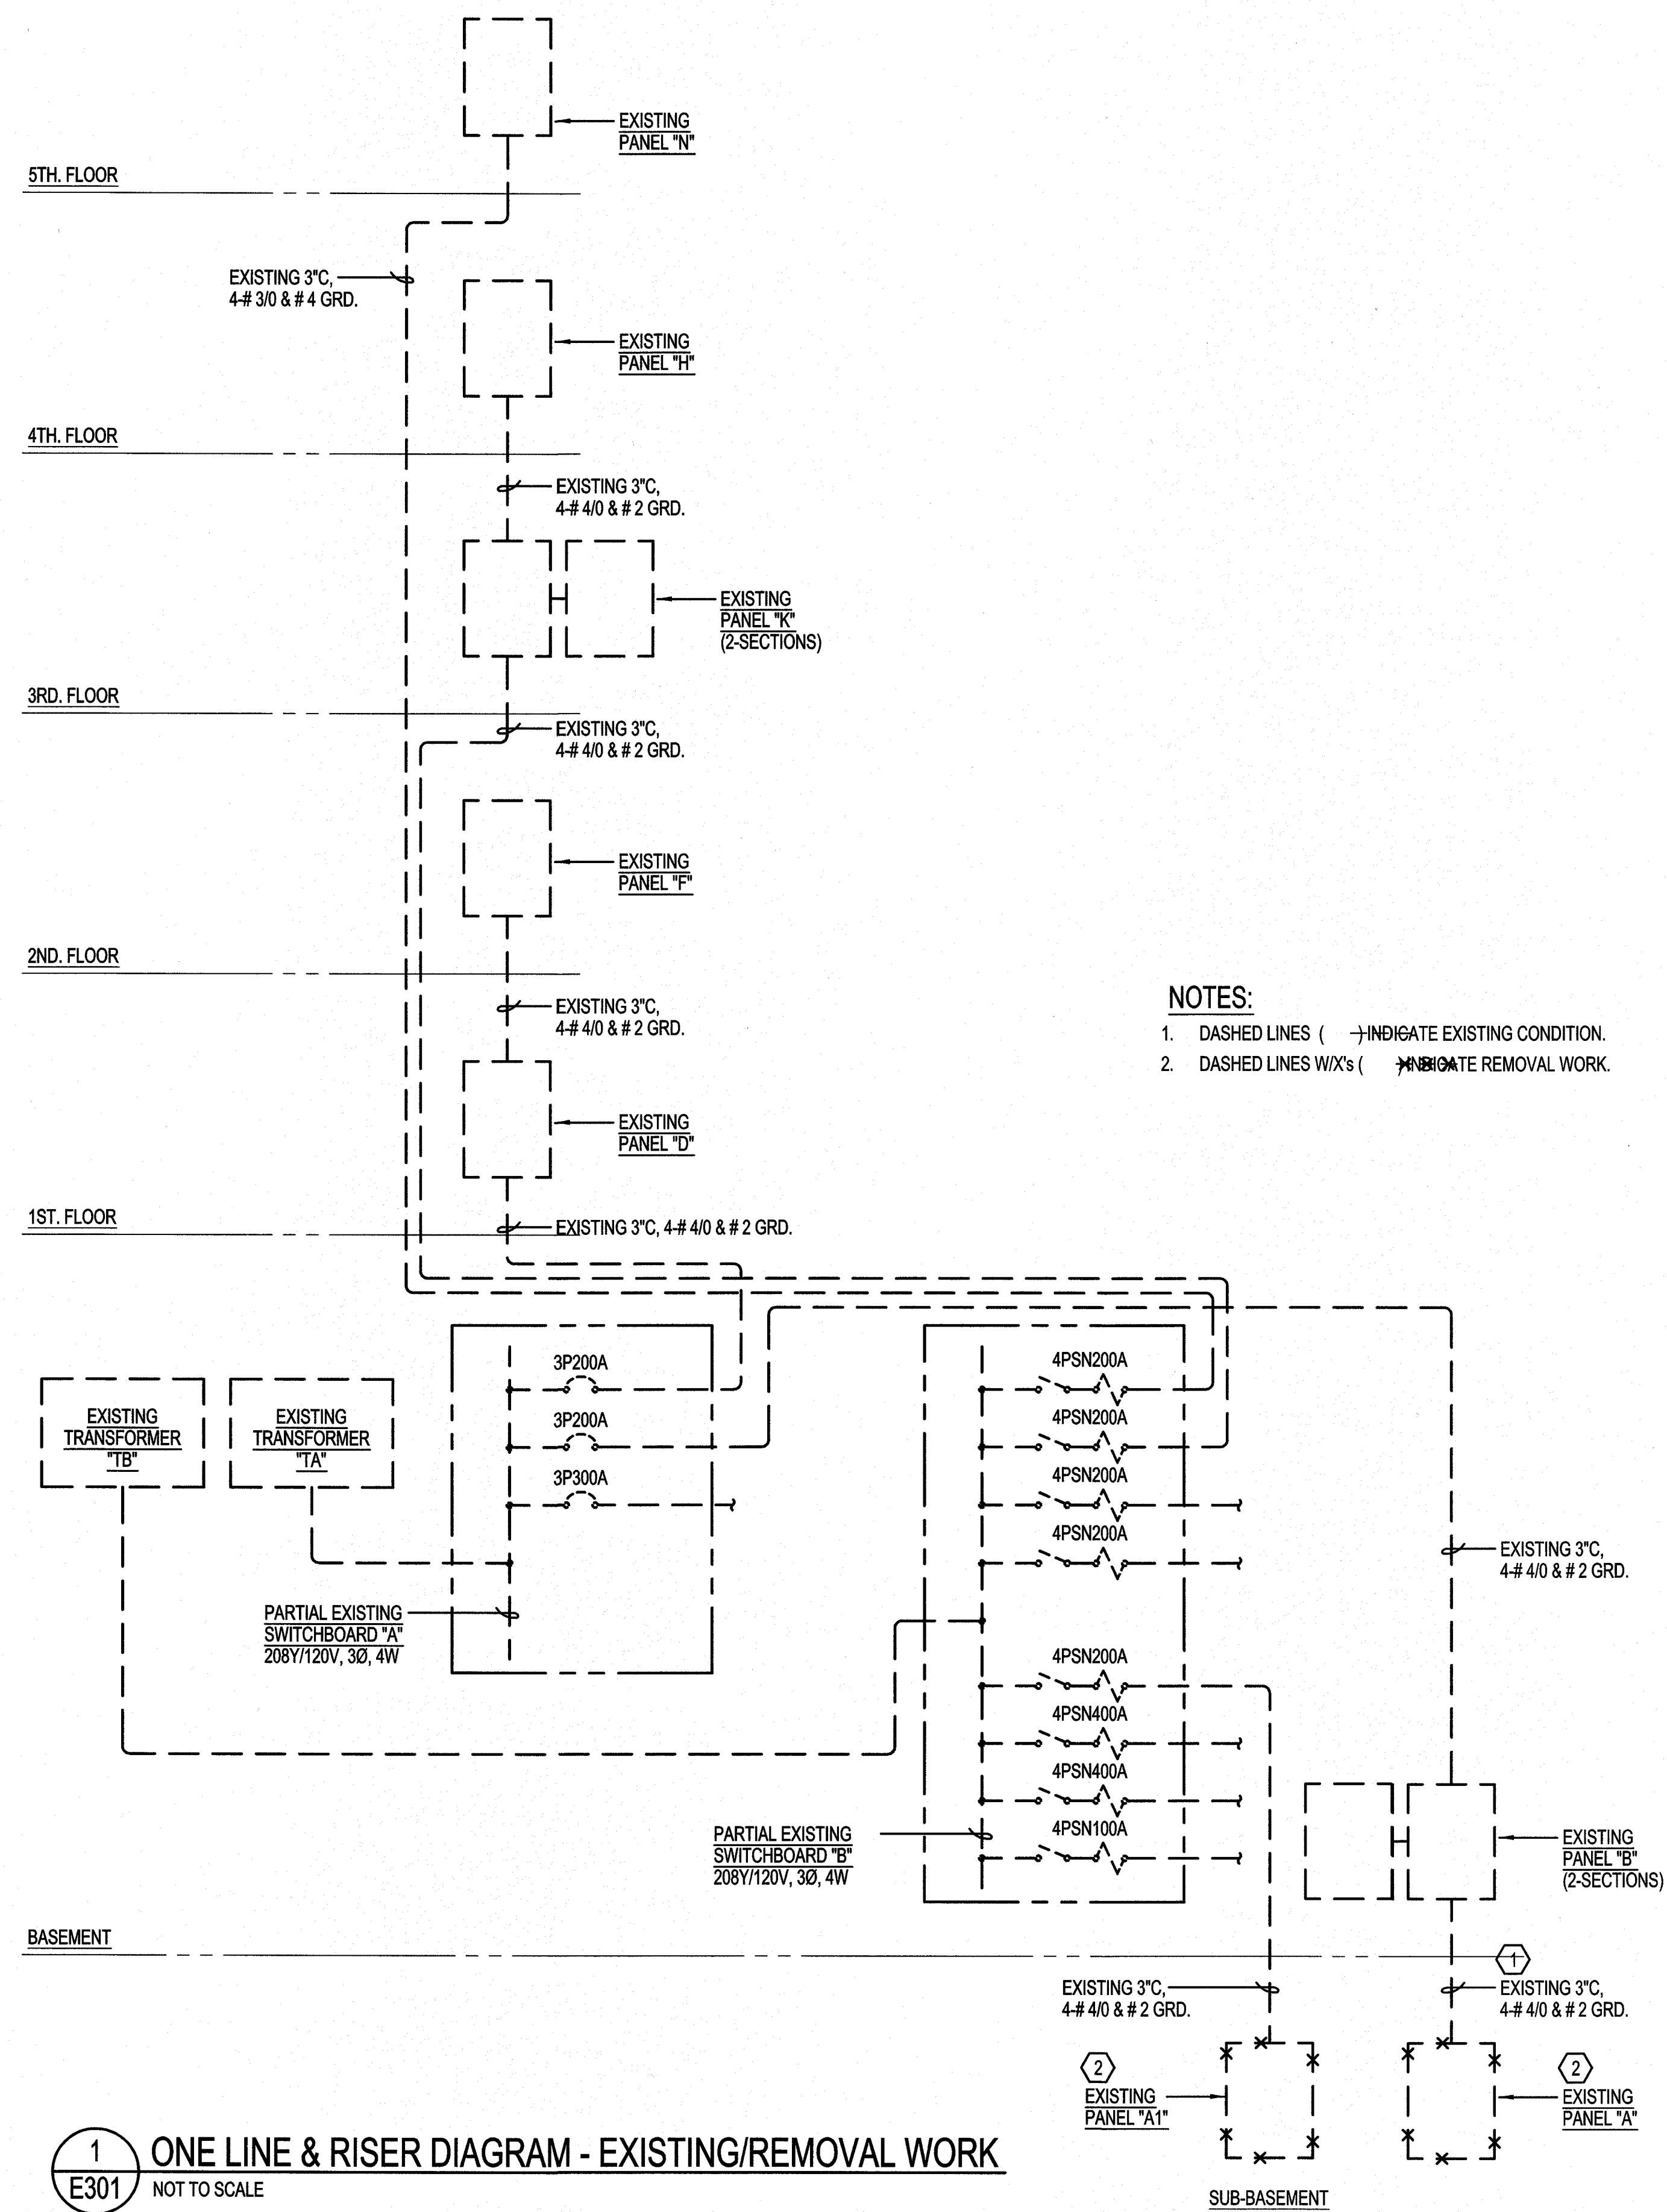 EXISTING
PANEL "N"
5TH. FLOOR
EXISTING 3"C,
4-# 3/0 & # 4 GRD.
EXISTING
PANEL "H"
4TH. FLOOR
EXISTING 3"C,
4-# 4/0 & # 2 GRD.
EXISTING
PANEL "K"
(2-SECTIONS)
3RD. FLOOR
EXISTING 3"C,
4-# 4/0 & # 2 GRD.
EXISTING
PANEL "F"
2ND. FLOOR
EXISTING 3"C,
4-# 4/0 & # 2 GRD.
NOTES:
1. DASHED LINES ( ) INDICATE EXISTING CONDITION.
2. DASHED LINES W/X's ( ) INDICATE REMOVAL WORK.
EXISTING
PANEL "D"
1ST. FLOOR
EXISTING 3"C, 4-# 4/0 & # 2 GRD.
EXISTING
TRANSFORMER
"TB"
EXISTING
TRANSFORMER
"TA"
3P200A
3P200A
3P300A
PARTIAL EXISTING
SWITCHBOARD "A"
208Y/120V, 3Ø, 4W
4PSN200A
4PSN200A
4PSN200A
4PSN200A
4PSN200A
4PSN400A
4PSN400A
4PSN100A
PARTIAL EXISTING
SWITCHBOARD "B"
208Y/120V, 3Ø, 4W
EXISTING 3"C,
4-# 4/0 & # 2 GRD.
EXISTING
PANEL "B"
(2-SECTIONS)
BASEMENT
1
EXISTING 3"C,
4-# 4/0 & # 2 GRD.
EXISTING 3"C,
4-# 4/0 & # 2 GRD.
2
EXISTING
PANEL "A1"
2
EXISTING
PANEL "A"
SUB-BASEMENT
1
E301
ONE LINE & RISER DIAGRAM - EXISTING/REMOVAL WORK
NOT TO SCALE